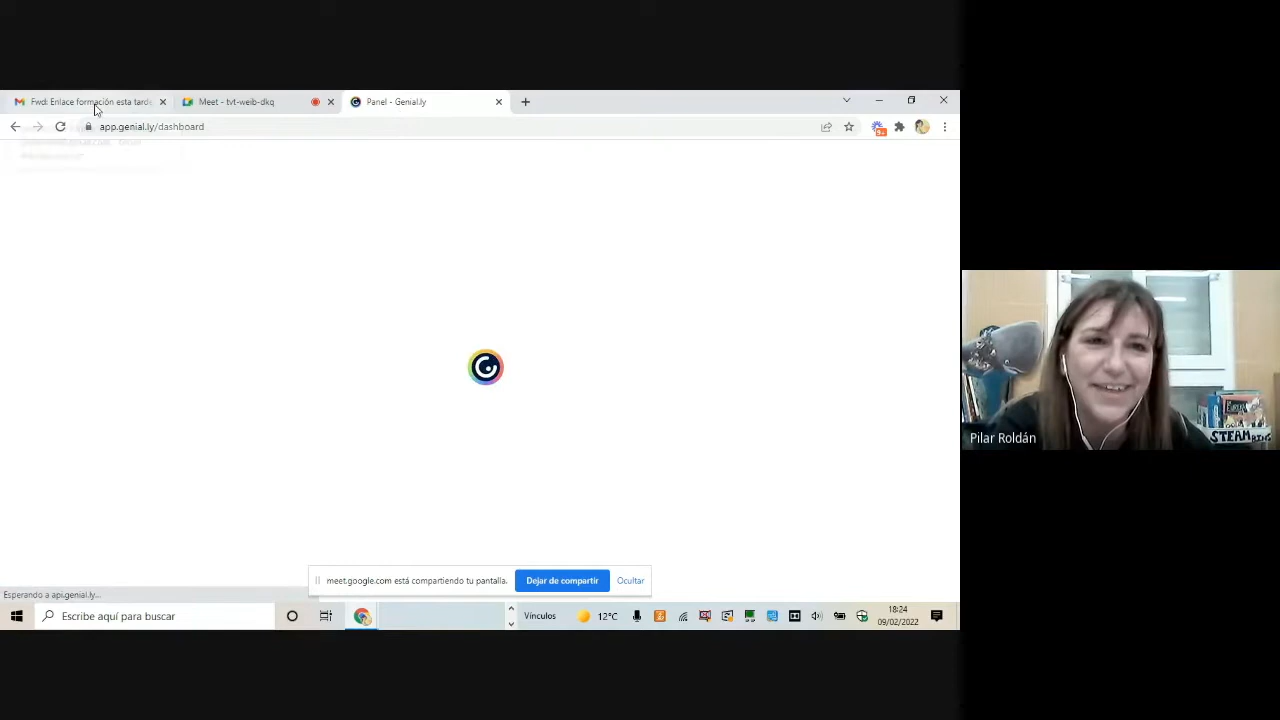 Fwd: Enlace formación esta tarde
Meet - tvt-weib-dkq
Panel - Genial.ly
app.genial.ly/dashboard
9+
Pilar Roldán
STEAM
meet.google.com está compartiendo tu pantalla.
Dejar de compartir
Ocultar
Esperando a api.genial.ly...
Escribe aquí para buscar
Vínculos
12°C
18:24
09/02/2022